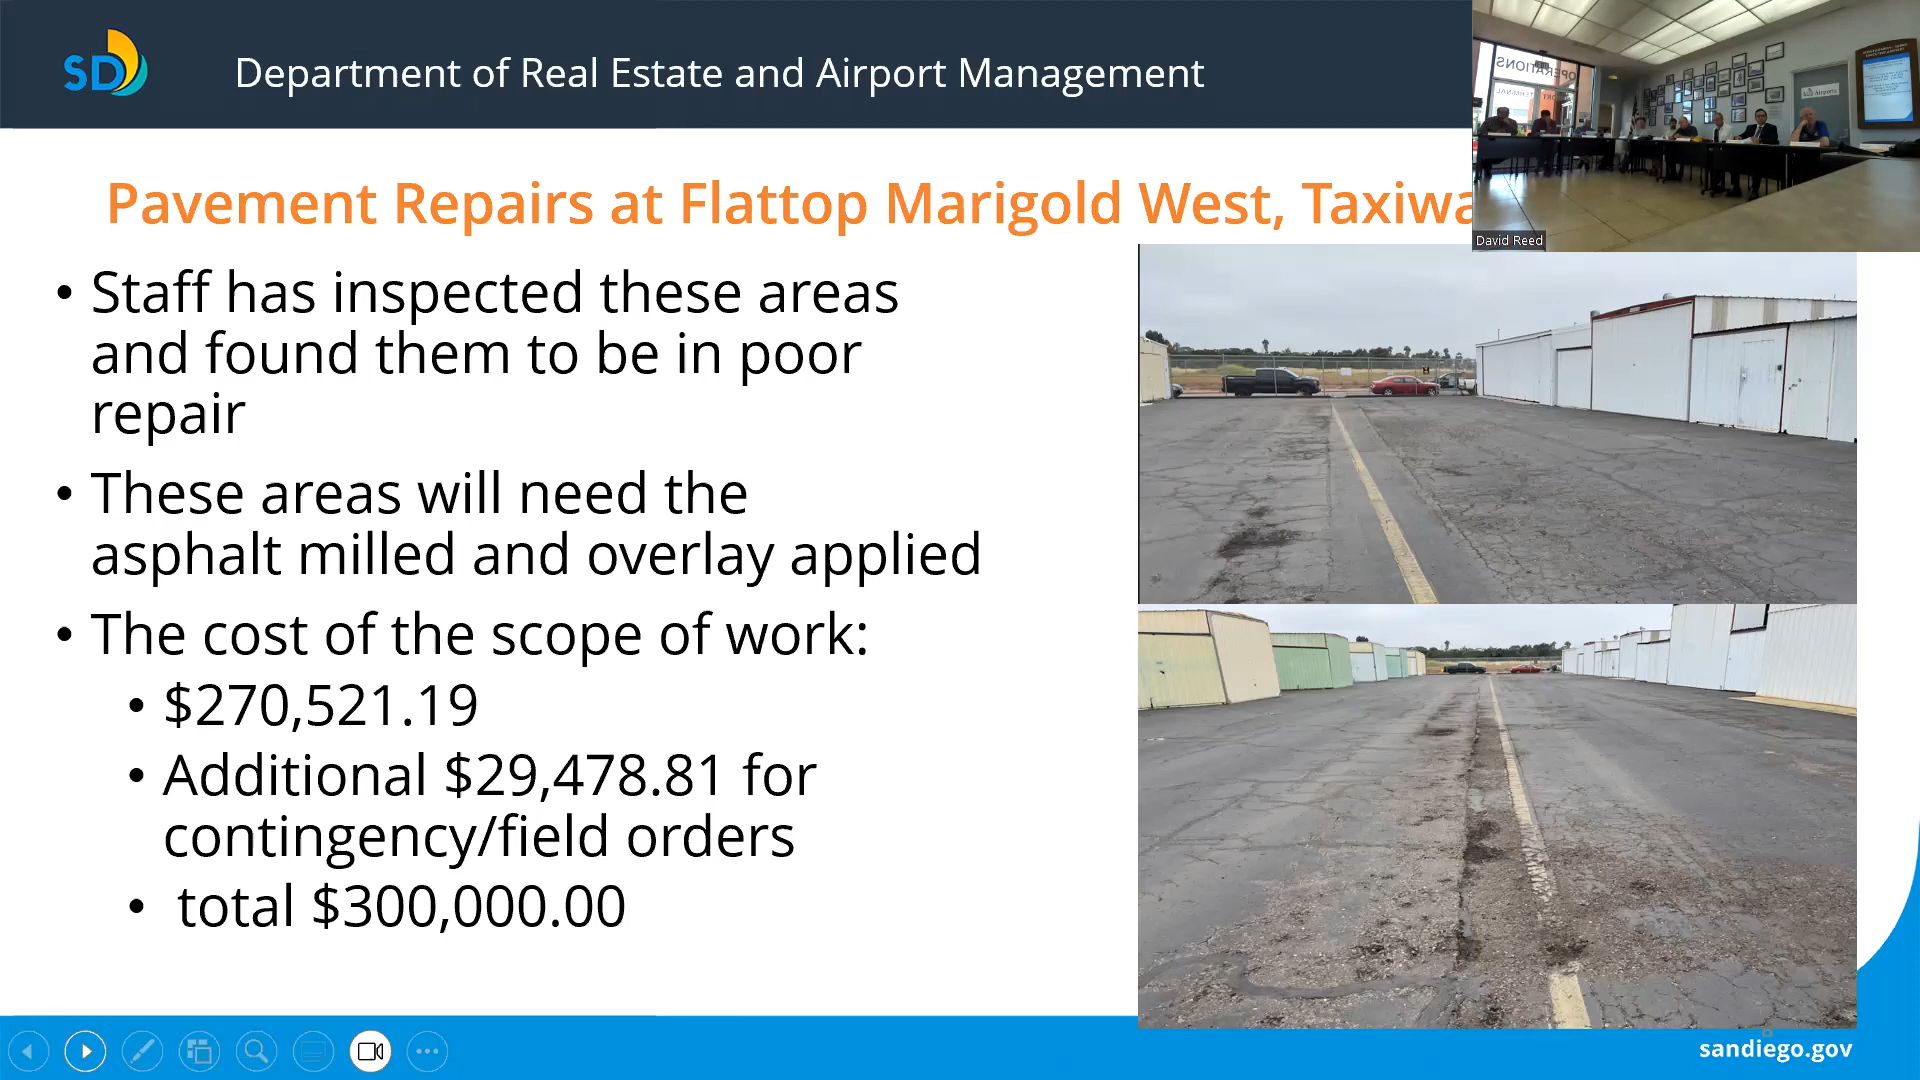 SD
Department of Real Estate and Airport Management
OPERATIONS
TERMINAL
Airports
David Reed
Pavement Repairs at Flattop Marigold West, Taxiwa
• Staff has inspected these areas
and found them to be in poor
repair
• These areas will need the
asphalt milled and overlay applied
• The cost of the scope of work:
• $270,521.19
• Additional $29,478.81 for
contingency/field orders
• total $300,000.00
sandiego.gov